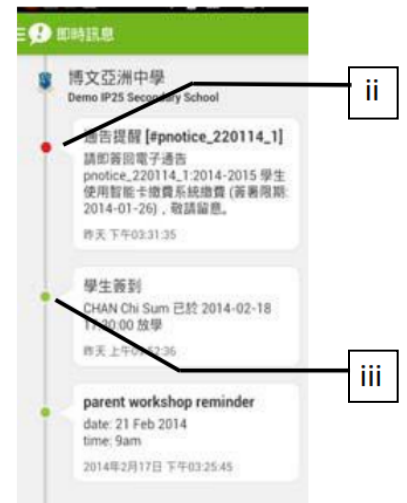 即時訊息
博文亞洲中學
Demo IP25 Secondary School
ii
通告提醒 [#pnotice_220114_1]
請即簽回電子通告
pnotice_220114_1:2014-2015 學生
使用智能卡繳費系統繳費 (簽署限期:
2014-01-26)，敬請留意。
昨天 下午03:31:35
學生簽到
CHAN Chi Sum 已於 2014-02-18
放學
昨天
iii
parent workshop reminder
date: 21 Feb 2014
time: 9am
2014年2月17日 下午03:25:45